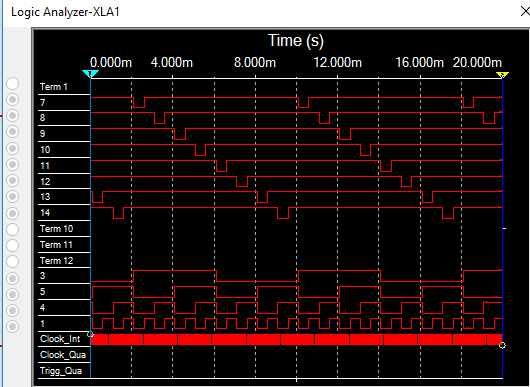 Logic Analyzer-XLA1
Time (s)
0.000m 4.000m 8.000m 12.000m 16.000m 20.000m
1 2
Term 1
7
8
9
10
11
12
13
14
Term 10
Term 11
Term 12
3
5
4
1
Clock_Int
Clock_Qua
Trigg_Qua